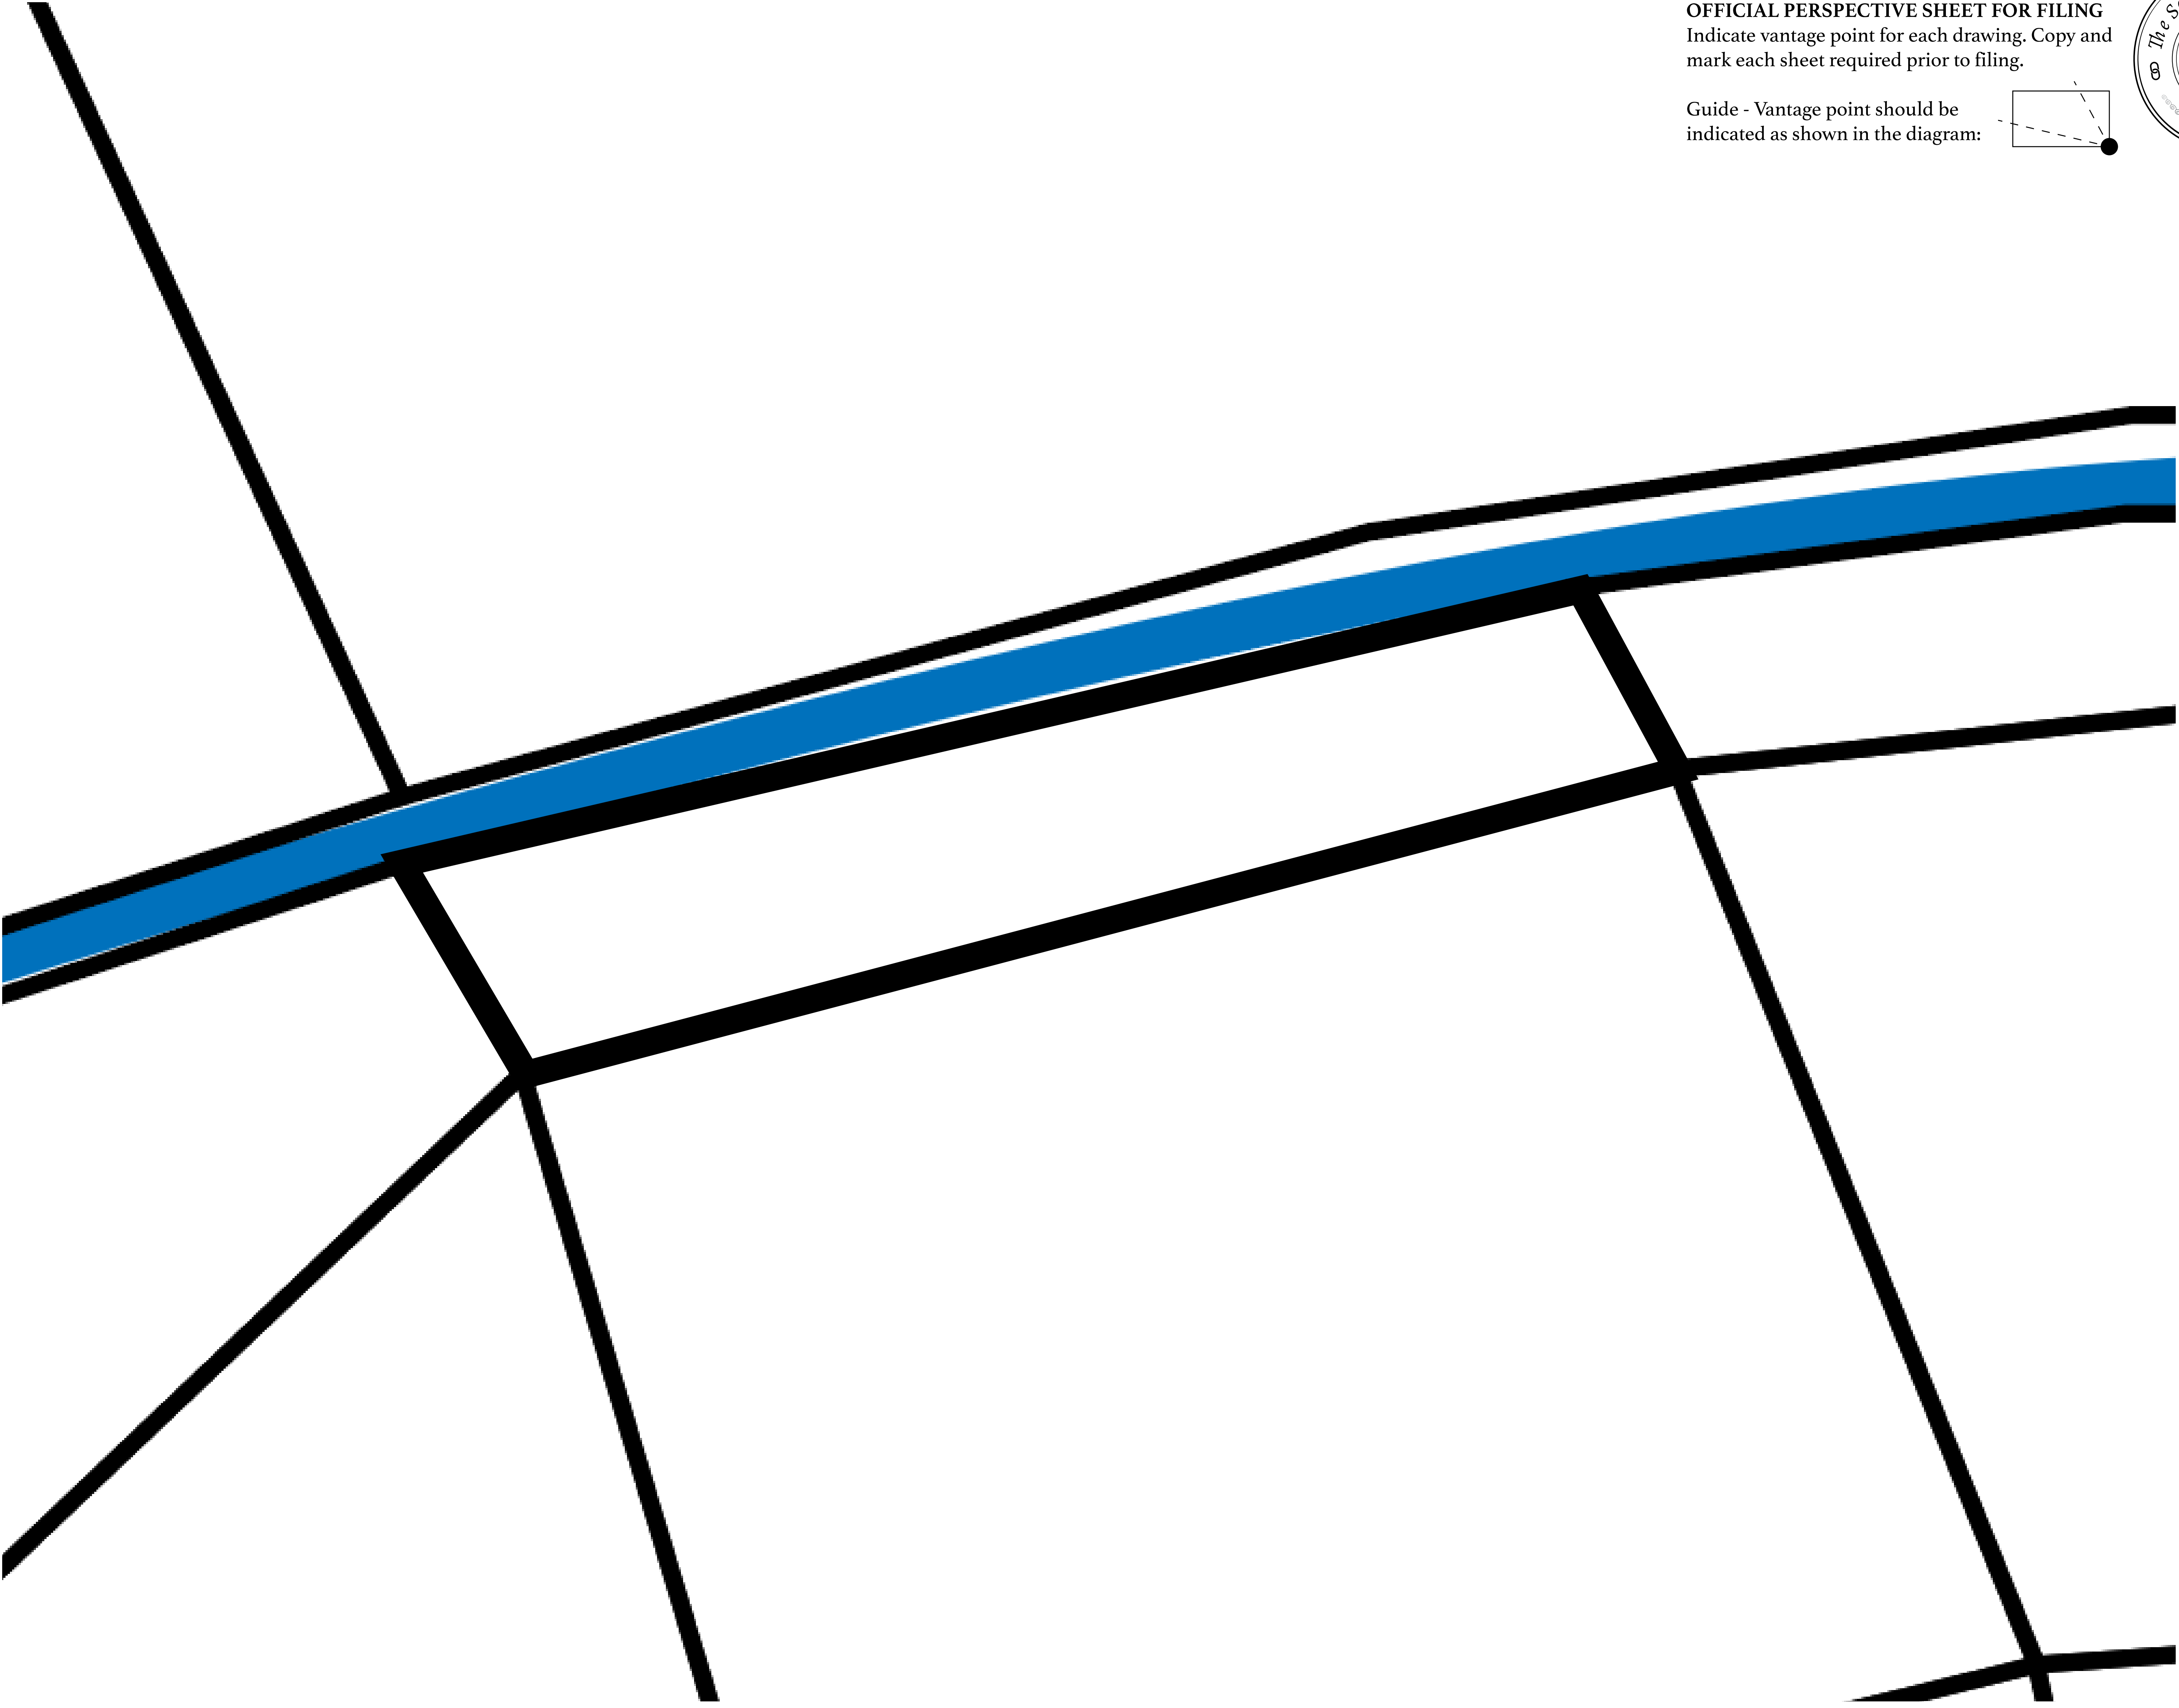 OFFICIAL PERSPECTIVE SHEET FOR FILING
Indicate vantage point for each drawing. Copy and
mark each sheet required prior to filing.
Guide - Vantage point should be
indicated as shown in the diagram:
The